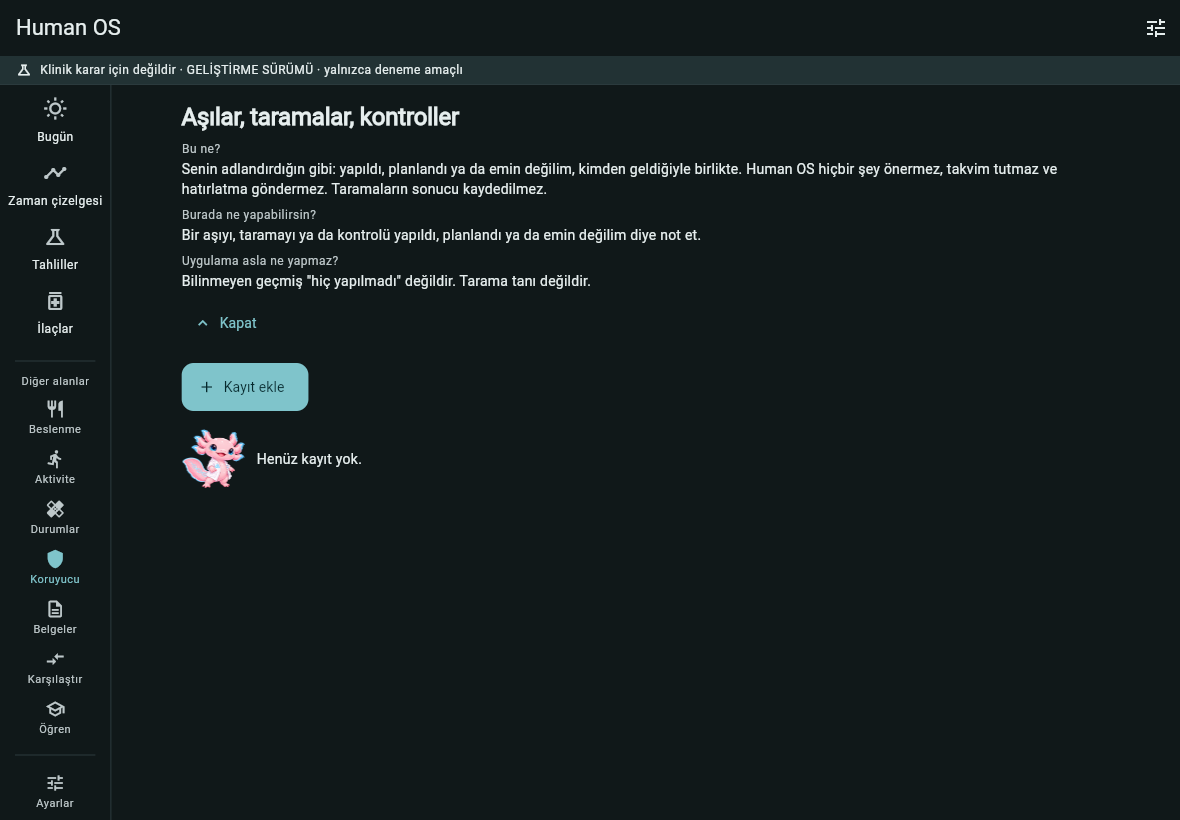 Human OS
Klinik karar için değildir · GELİŞTİRME SÜRÜMÜ · yalnızca deneme amaçlı
Bugün
Zaman çizelgesi
Tahliller
İlaçlar
Diğer alanlar
Beslenme
Aktivite
Durumlar
Koruyucu
Belgeler
Karşılaştır
Öğren
Ayarlar
Aşılar, taramalar, kontroller
Bu ne?
Senin adlandırdığın gibi: yapıldı, planlandı ya da emin değilim, kimden geldiğiyle birlikte. Human OS hiçbir şey önermez, takvim tutmaz ve
hatırlatma göndermez. Taramaların sonucu kaydedilmez.
Burada ne yapabilirsin?
Bir aşıyı, taramayı ya da kontrolü yapıldı, planlandı ya da emin değilim diye not et.
Uygulama asla ne yapmaz?
Bilinmeyen geçmiş "hiç yapılmadı" değildir. Tarama tanı değildir.
Kapat
Kayıt ekle
Henüz kayıt yok.